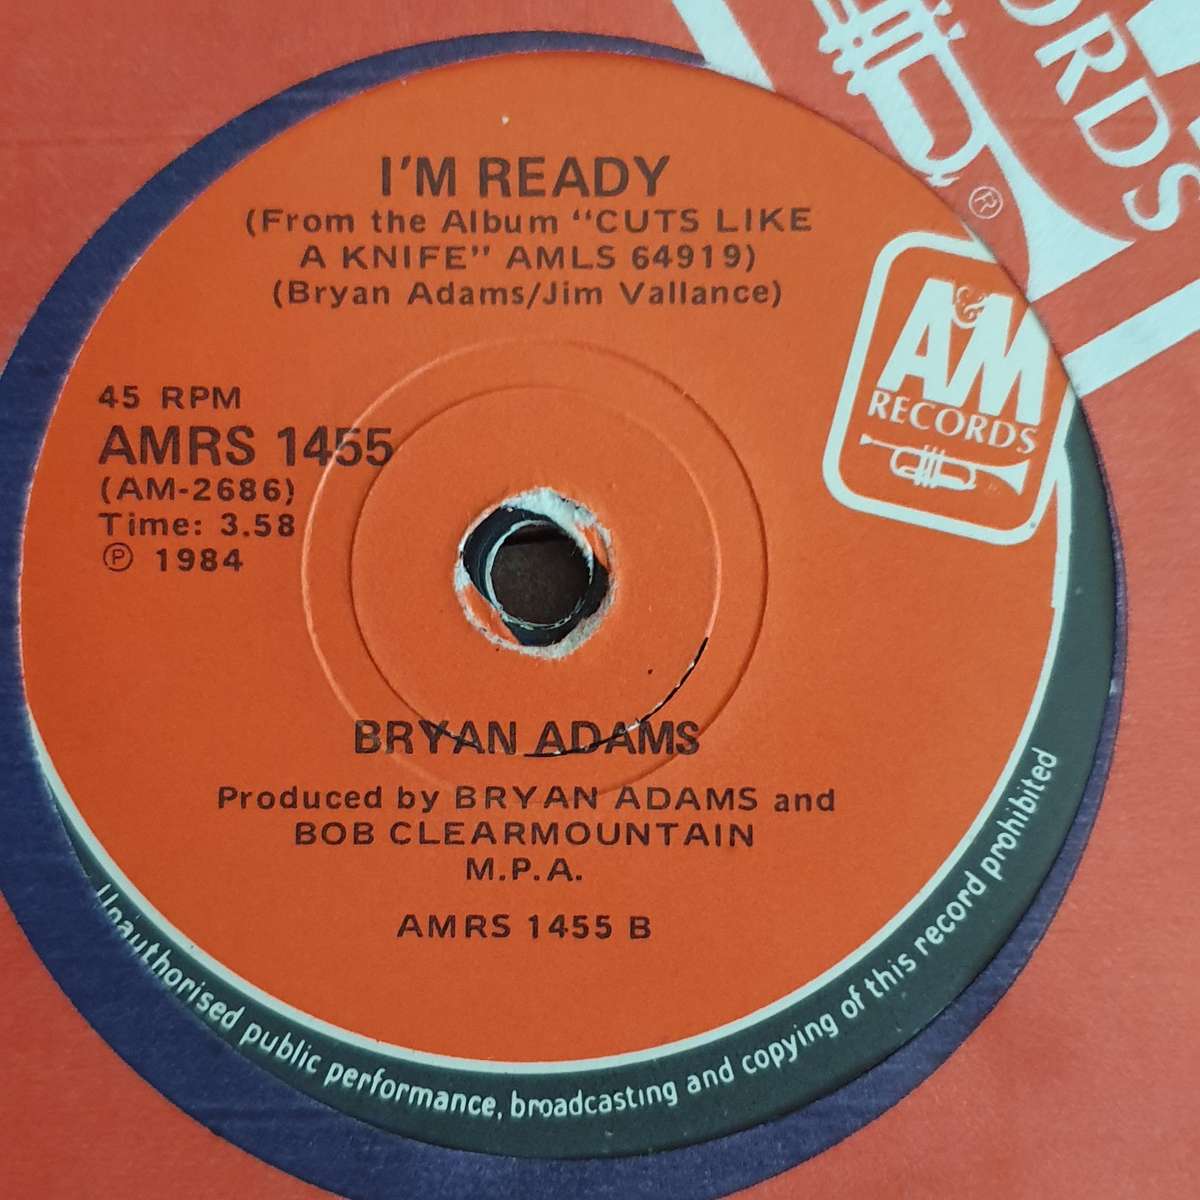 ORDS
®
I'M READY
(From the Album "CUTS LIKE
A KNIFE" AMLS 64919)
(Bryan Adams/Jim Vallance)
A&M
RECORDS
45 RPM
AMRS 1455
(AM-2686)
Time: 3.58
℗ 1984
BRYAN ADAMS
Produced by BRYAN ADAMS and
BOB CLEARMOUNTAIN
M.P.A.
AMRS 1455 B
Unauthorised public performance, broadcasting and copying of this record prohibited